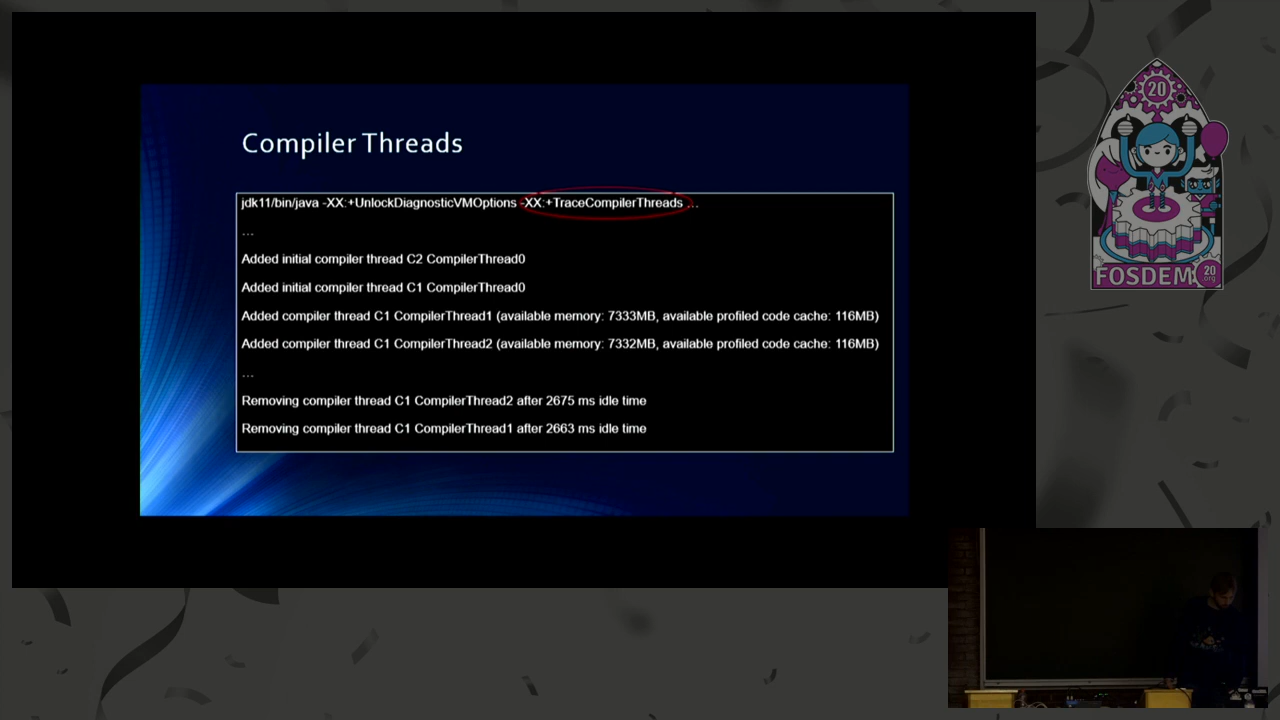 Compiler Threads
jdk11/bin/java -XX:+UnlockDiagnosticVMOptions -XX:+TraceCompilerThreads ...
...
Added initial compiler thread C2 CompilerThread0
Added initial compiler thread C1 CompilerThread0
Added compiler thread C1 CompilerThread1 (available memory: 7333MB, available profiled code cache: 116MB)
Added compiler thread C1 CompilerThread2 (available memory: 7332MB, available profiled code cache: 116MB)
...
Removing compiler thread C1 CompilerThread2 after 2675 ms idle time
Removing compiler thread C1 CompilerThread1 after 2663 ms idle time
20
FOSDEM
20
.org